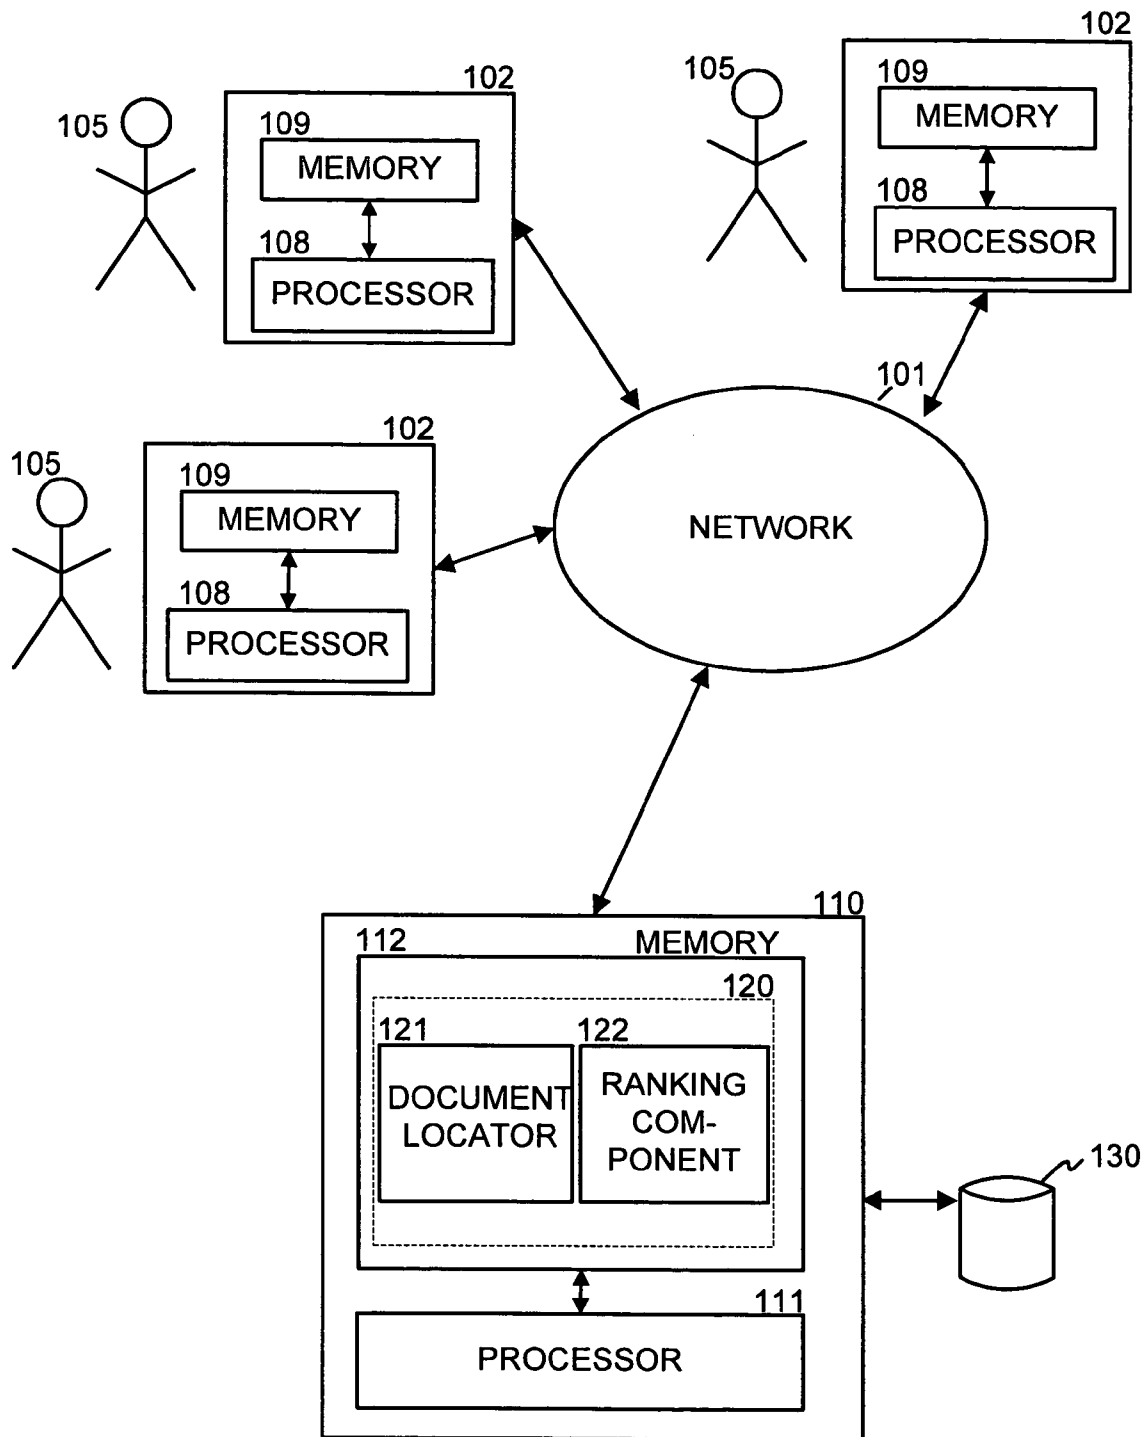 102
105
109
MEMORY
108
PROCESSOR
102
105
109
MEMORY
108
PROCESSOR
101
NETWORK
102
105
109
MEMORY
108
PROCESSOR
110
112
MEMORY
120
121
DOCUMENT
LOCATOR
122
RANKING
COM-
PONENT
130
111
PROCESSOR